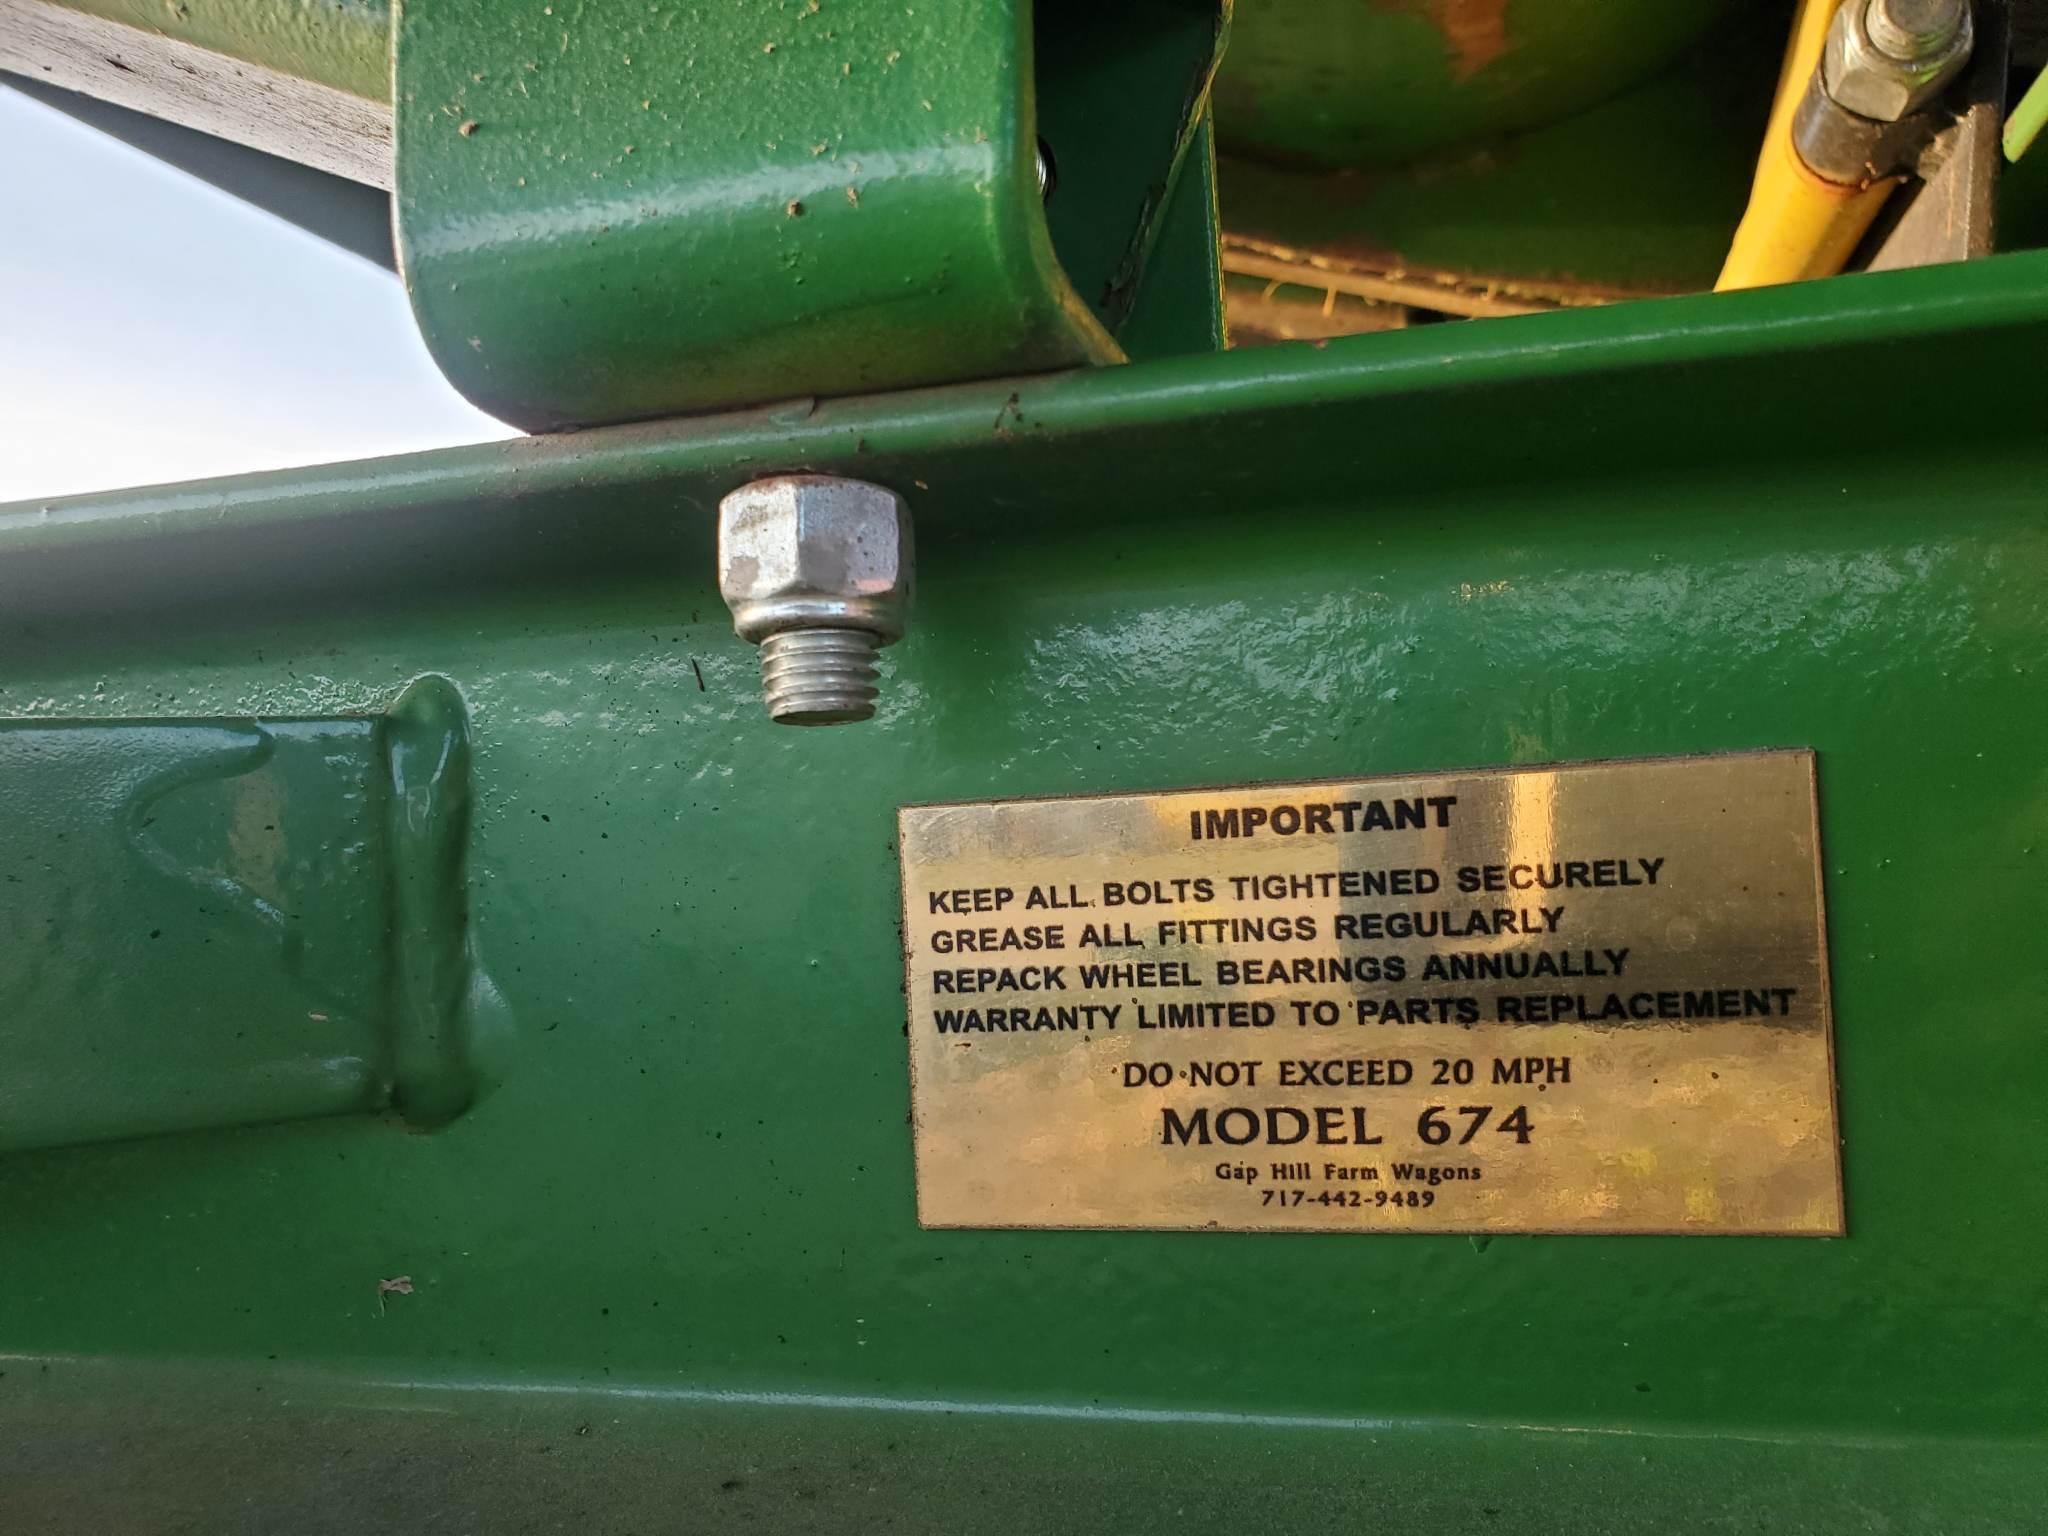 IMPORTANT
KEEP ALL BOLTS TIGHTENED SECURELY
GREASE ALL FITTINGS REGULARLY
REPACK WHEEL BEARINGS ANNUALLY
WARRANTY LIMITED TO PARTS REPLACEMENT
DO NOT EXCEED 20 MPH
MODEL 674
Gap Hill Farm Wagons
717-442-9489